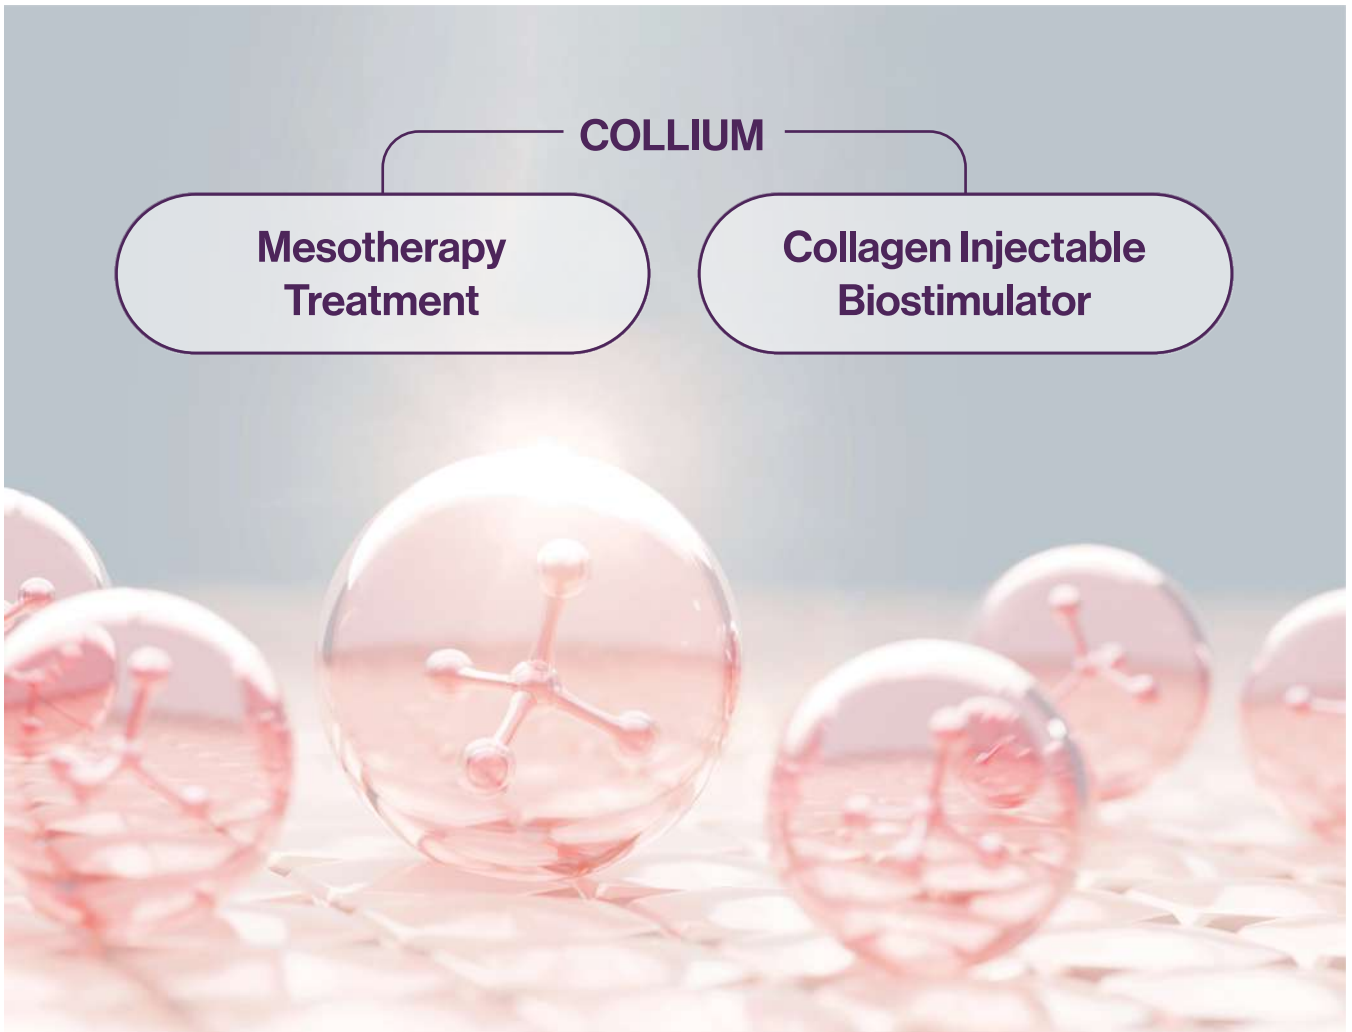 COLLIUM
Mesotherapy
Treatment
Collagen Injectable
Biostimulator